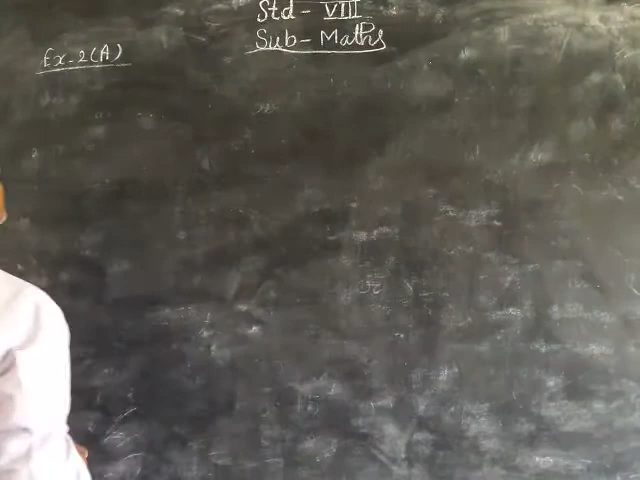 Std - VIII
Sub - Maths
Ex - 2(A)